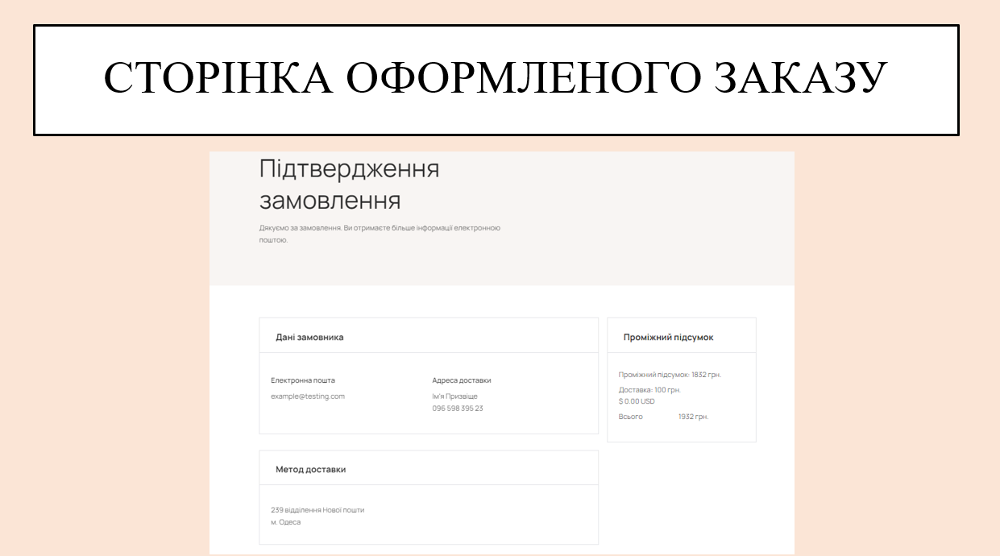 СТОРІНКА ОФОРМЛЕНОГО ЗАКАЗУ
Підтвердження
замовлення
Дякуємо за замовлення. Ви отримаєте більше інформації електронною
поштою.
Дані замовника
Електронна пошта
example@testing.com
Адреса доставки
Ім'я Призвіще
096 598 395 23
Проміжний підсумок
Проміжний підсумок: 1832 грн.
Доставка: 100 грн.
$ 0.00 USD
Всього 1932 грн.
Метод доставки
239 відділення Нової пошти
м. Одеса